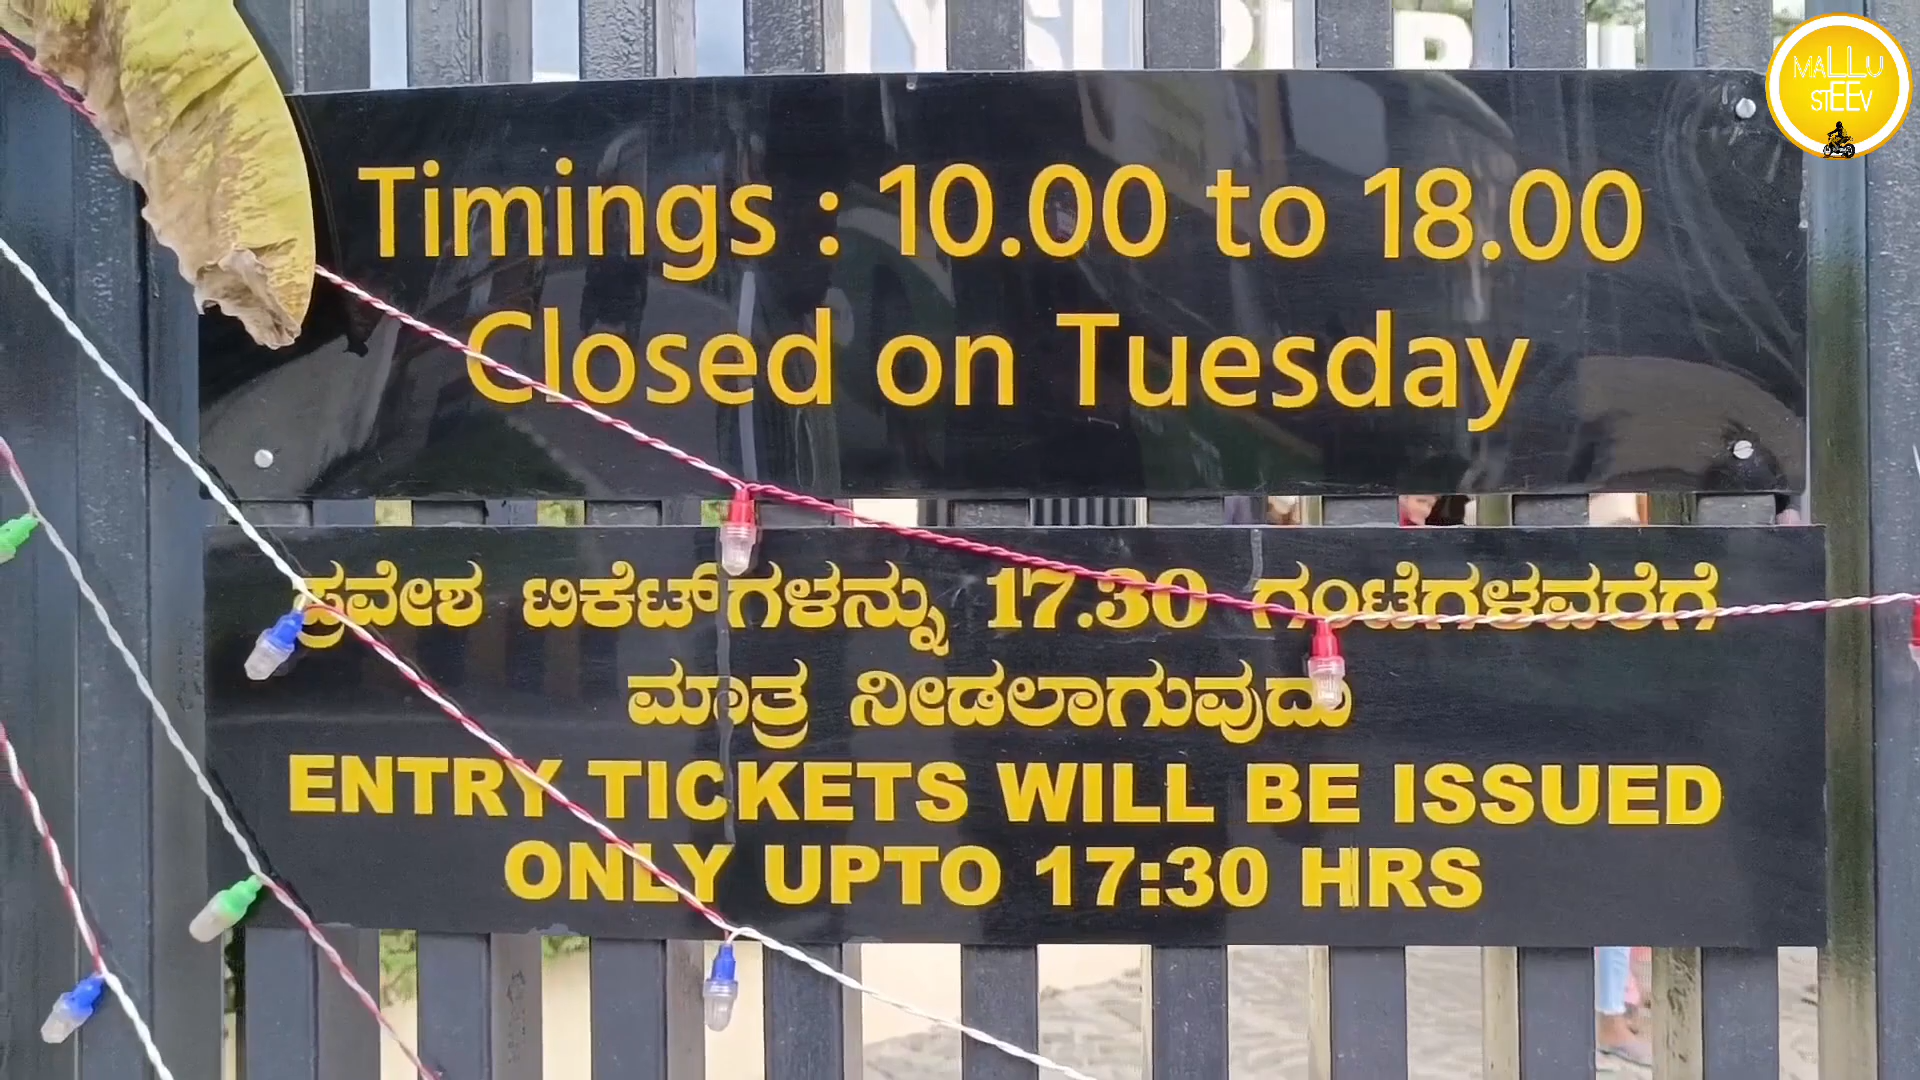 MALLU
STEEV
Timings : 10.00 to 18.00
Closed on Tuesday
ಪ್ರವೇಶ ಟಿಕೆಟ್‌ಗಳನ್ನು 17.30 ಗಂಟೆಗಳವರೆಗೆ
ಮಾತ್ರ ನೀಡಲಾಗುವುದು
ENTRY TICKETS WILL BE ISSUED
ONLY UPTO 17:30 HRS